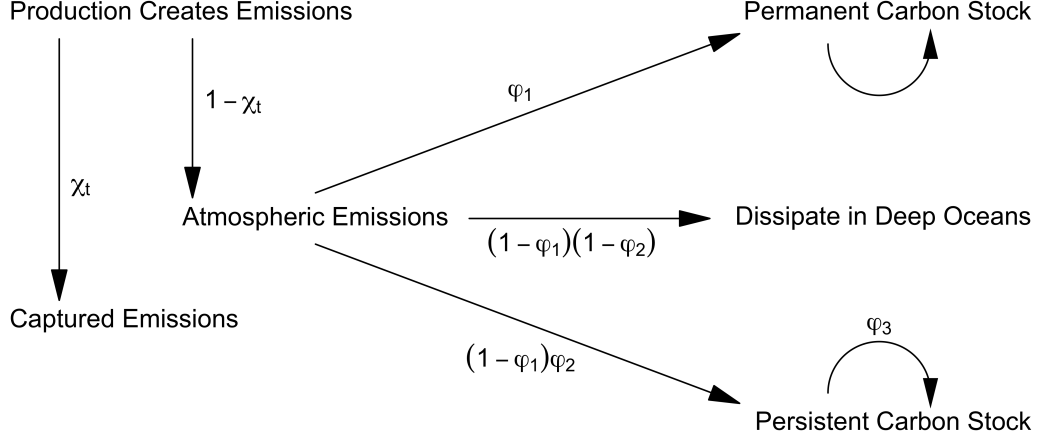 Production Creates Emissions
Permanent Carbon Stock
φ₁
1 – χₜ
χₜ
Atmospheric Emissions
Dissipate in Deep Oceans
(1 – φ₁)(1 – φ₂)
Captured Emissions
φ₃
(1 – φ₁)φ₂
Persistent Carbon Stock